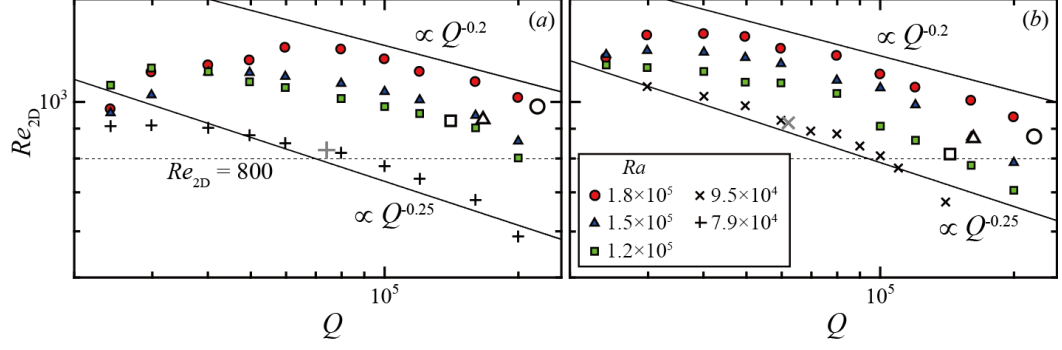 (a)
∝ Q^-0.2
10^3
Re_2D
Re_2D = 800
∝ Q^-0.25
10^5
Q
(b)
∝ Q^-0.2
∝ Q^-0.25
Ra
1.8×10^5 9.5×10^4
1.5×10^5 7.9×10^4
1.2×10^5
10^5
Q